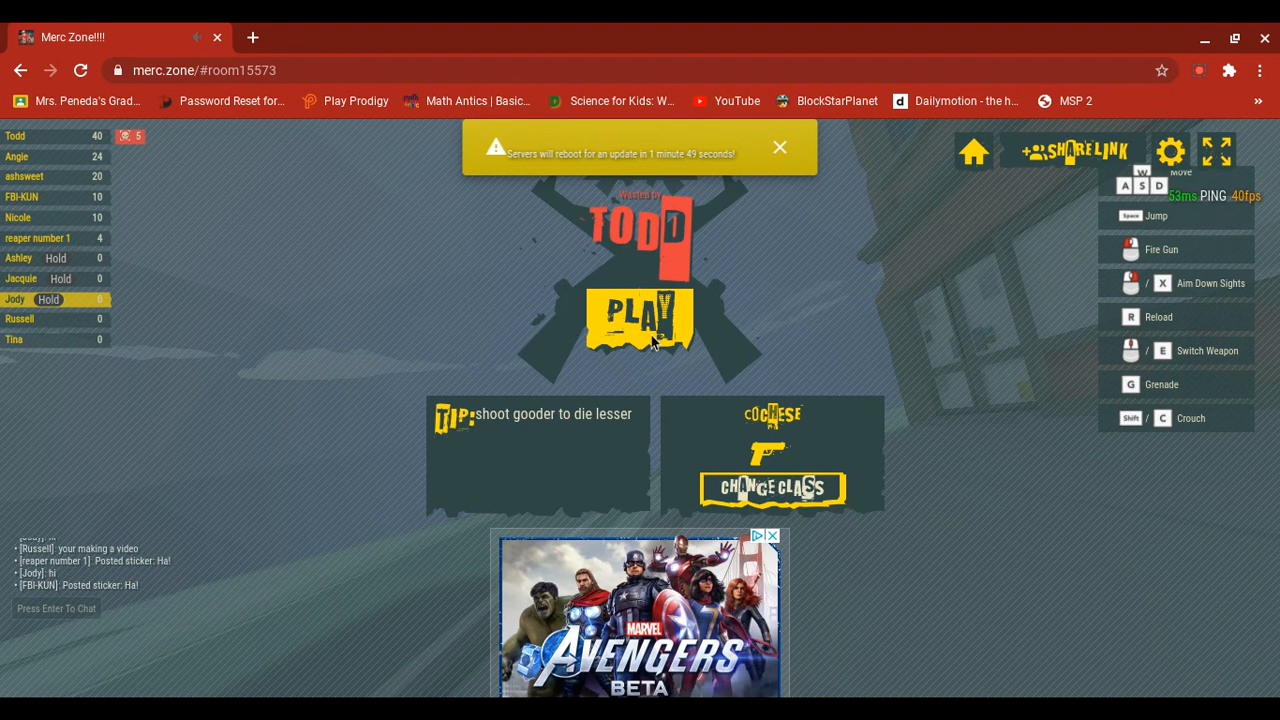 Merc Zone!!!!
merc.zone/#room15573
Mrs. Peneda's Grad...
Password Reset for...
Play Prodigy
Math Antics | Basic...
Science for Kids: W...
YouTube
BlockStarPlanet
Dailymotion - the h...
MSP 2
»
Todd 40 5
Angie 24
ashsweet 20
FBI-KUN 10
Nicole 10
reaper number 1 4
Ashley Hold 0
Jacquie Hold 0
Jody Hold 0
Russell 0
Tina 0
Servers will reboot for an update in 1 minute 49 seconds!
+ SHARE LINK
W Move
A S D
53ms PING 40fps
Space Jump
Fire Gun
/ X Aim Down Sights
R Reload
/ E Switch Weapon
G Grenade
Shift / C Crouch
Wasted by
TODD
PLAY
TIP: shoot gooder to die lesser
COCHESE
CHANGE CLASS
[Jody]: hi
• [Russell] your making a video
• [reaper number 1] Posted sticker: Ha!
• [Jody]: hi
• [FBI-KUN]: Posted sticker: Ha!
Press Enter To Chat
MARVEL
AVENGERS
BETA